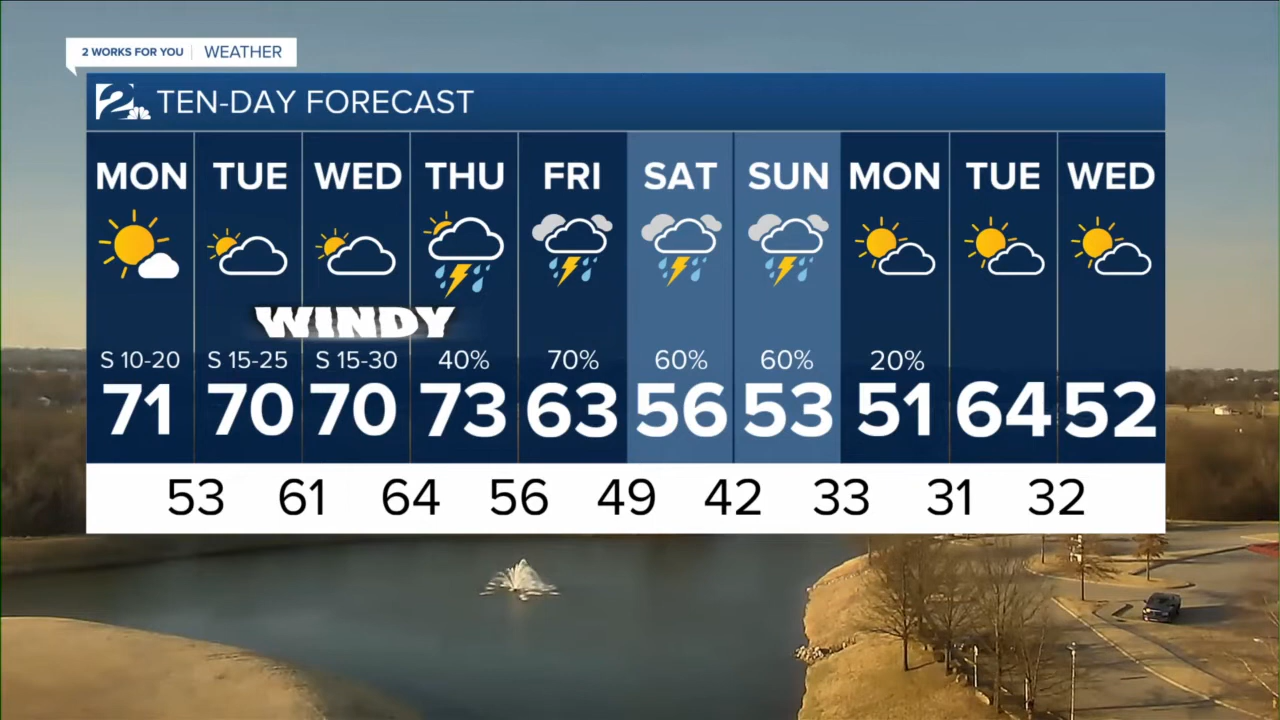 2 WORKS FOR YOU | WEATHER
2 TEN-DAY FORECAST
MON TUE WED THU FRI SAT SUN MON TUE WED
WINDY
S 10-20 S 15-25 S 15-30 40% 70% 60% 60% 20%
71 70 70 73 63 56 53 51 64 52
53 61 64 56 49 42 33 31 32